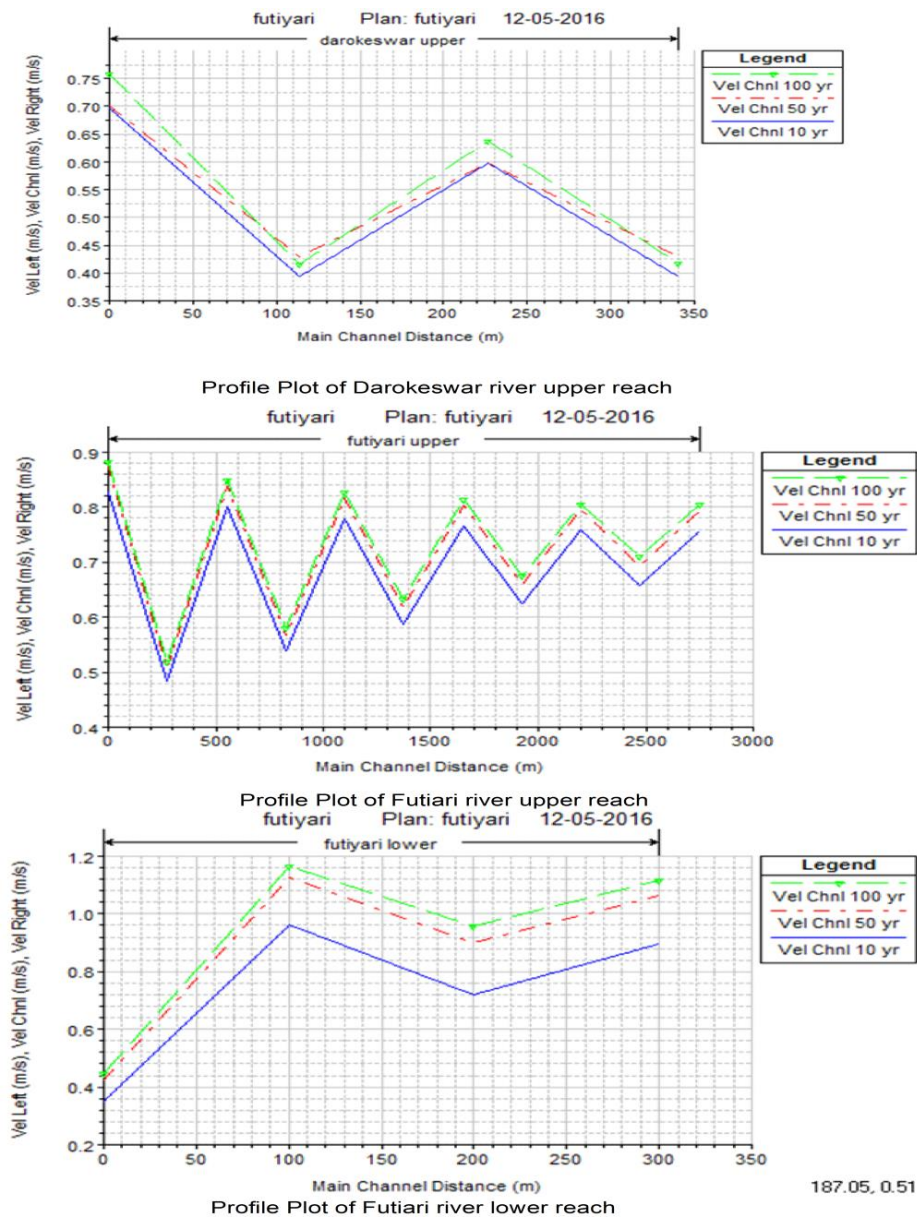 futiyari Plan: futiyari 12-05-2016
darokeswar upper
Vel Left (m/s), Vel Chnl (m/s), Vel Right (m/s)
0.75
0.70
0.65
0.60
0.55
0.50
0.45
0.40
0.35
0 50 100 150 200 250 300 350
Main Channel Distance (m)
Legend
Vel Chnl 100 yr
Vel Chnl 50 yr
Vel Chnl 10 yr
Profile Plot of Darokeswar river upper reach
futiyari Plan: futiyari 12-05-2016
futiyari upper
Vel Left (m/s), Vel Chnl (m/s), Vel Right (m/s)
0.9
0.8
0.7
0.6
0.5
0.4
0 500 1000 1500 2000 2500 3000
Main Channel Distance (m)
Legend
Vel Chnl 100 yr
Vel Chnl 50 yr
Vel Chnl 10 yr
Profile Plot of Futiari river upper reach
futiyari Plan: futiyari 12-05-2016
futiyari lower
Vel Left (m/s), Vel Chnl (m/s), Vel Right (m/s)
1.2
1.0
0.8
0.6
0.4
0.2
0 50 100 150 200 250 300 350
Main Channel Distance (m)
Legend
Vel Chnl 100 yr
Vel Chnl 50 yr
Vel Chnl 10 yr
187.05, 0.51
Profile Plot of Futiari river lower reach